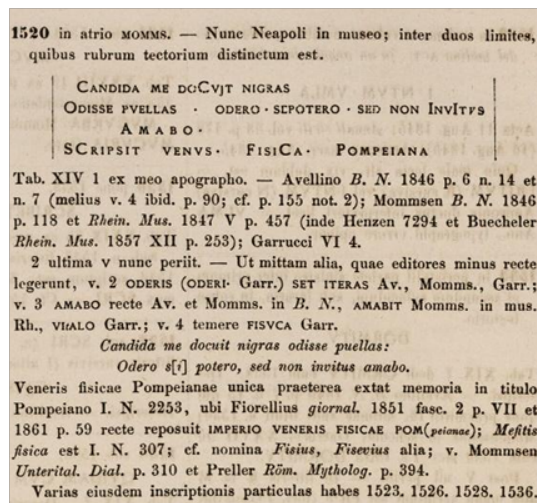 1520 in atrio MOMMS. — Nunc Neapoli in museo; inter duos limites,
quibus rubrum tectorium distinctum est.
CANDIDA ME DOCVJT NIGRAS
ODISSE PVELLAS · ODERO · SEPOTERO · SED NON INVITVS
AMABO ·
SCRIPSIT VENVS · FISICA · POMPEIANA
Tab. XIV 1 ex meo apographo. — Avellino B. N. 1846 p. 6 n. 14 et
n. 7 (melius v. 4 ibid. p. 90; cf. p. 155 not. 2); Mommsen B. N. 1846
p. 118 et Rhein. Mus. 1847 V p. 457 (inde Henzen 7294 et Buecheler
Rhein. Mus. 1857 XII p. 253); Garrucci VI 4.
2 ultima v nunc periit. — Ut mittam alia, quae editores minus recte
legerunt, v. 2 ODERIS (ODERI· Garr.) SET ITERAS Av., Momms., Garr.;
v. 3 AMABO recte Av. et Momms. in B. N., AMABIT Momms. in mus.
Rh., Garr.; v. 4 temere FISVCA Garr.
Candida me docuit nigras odisse puellas:
Odero s[i] potero, sed non invitus amabo.
Veneris fisicae Pompeianae unica praeterea extat memoria in titulo
Pompeiano I. N. 2253, ubi Fiorellius giornal. 1851 fasc. 2 p. VII et
1861 p. 59 recte reposuit IMPERIO VENERIS FISICAE POM(peianae); Mefitis
fisica est I. N. 307; cf. nomina Fisius, Fisevius alia; v. Mommsen
Unterital. Dial. p. 310 et Preller Röm. Mytholog. p. 394.
Varias eiusdem inscriptionis particulas habes 1523. 1526. 1528. 1536.